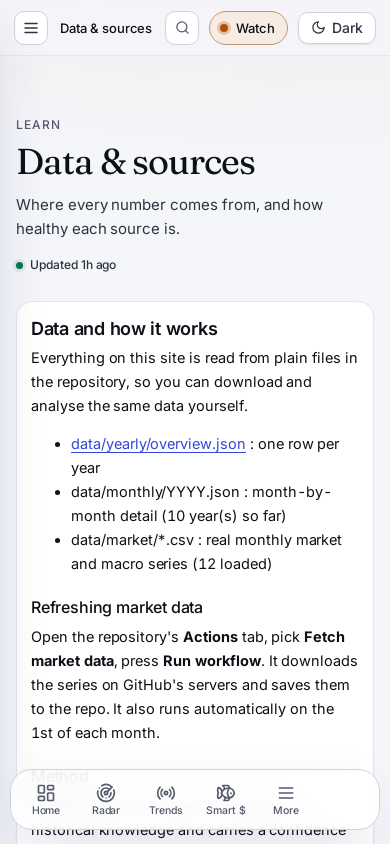 Data & sources
Watch
Dark
LEARN
Data & sources
Where every number comes from, and how
healthy each source is.
Updated 1h ago
Data and how it works
Everything on this site is read from plain files in
the repository, so you can download and
analyse the same data yourself.
• data/yearly/overview.json : one row per
year
• data/monthly/YYYY.json : month-by-
month detail (10 year(s) so far)
• data/market/*.csv : real monthly market
and macro series (12 loaded)
Refreshing market data
Open the repository's Actions tab, pick Fetch
market data, press Run workflow. It downloads
the series on GitHub's servers and saves them
to the repo. It also runs automatically on the
1st of each month.
Method
Home
Radar
Trends
Smart $
More
historical knowledge and carries a confidence